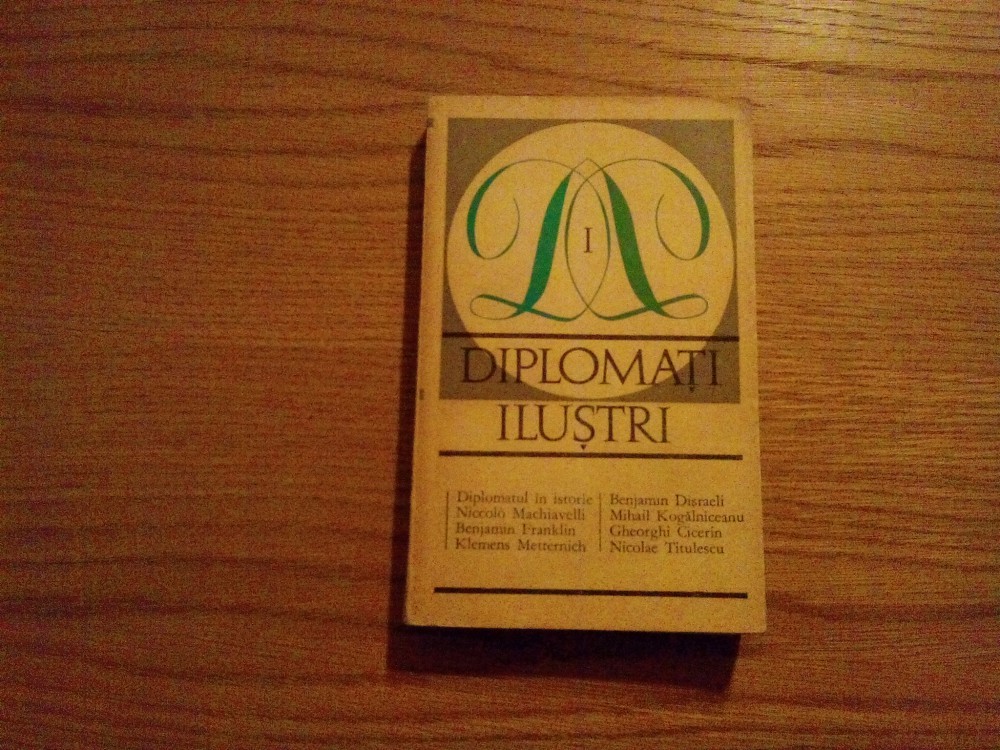 I
DIPLOMAȚI
ILUȘTRI
Diplomatul în istorie
Niccolò Machiavelli
Benjamin Franklin
Klemens Metternich
Benjamin Disraeli
Mihail Kogălniceanu
Gheorghi Cicerin
Nicolae Titulescu